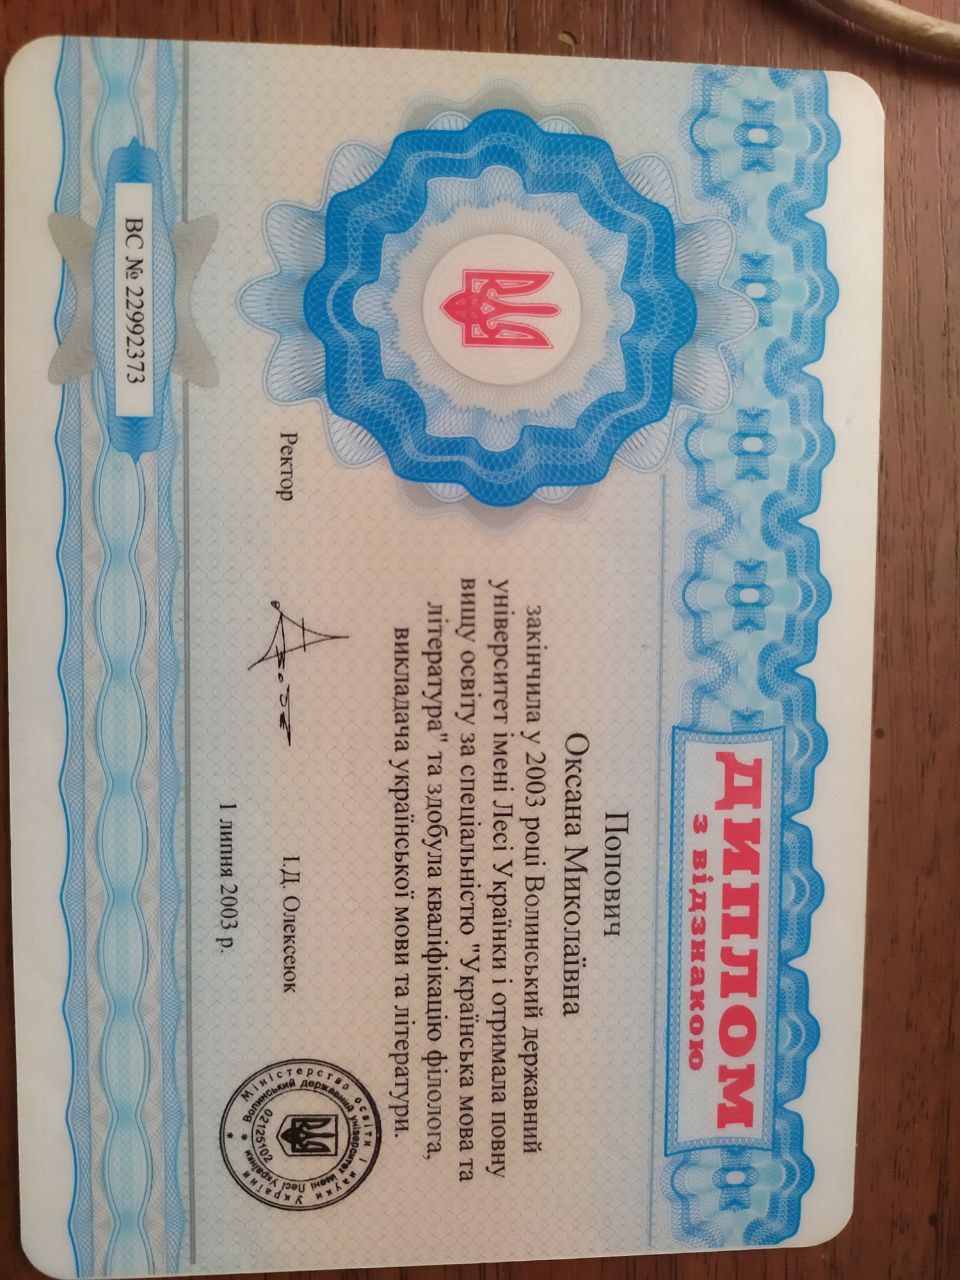 ДИПЛОМ
з відзнакою
Попович
Оксана Миколаївна
закінчила у 2003 році Волинський державний
університет імені Лесі Українки і отримала повну
вищу освіту за спеціальністю "Українська мова та
література" та здобула кваліфікацію філолога,
викладача української мови та літератури.
Ректор
І.Д. Олексеюк
1 липня 2003 р.
ВС № 22992373
Міністерство освіти і науки України
* Волинський державний університет імені Лесі Українки *
02125102